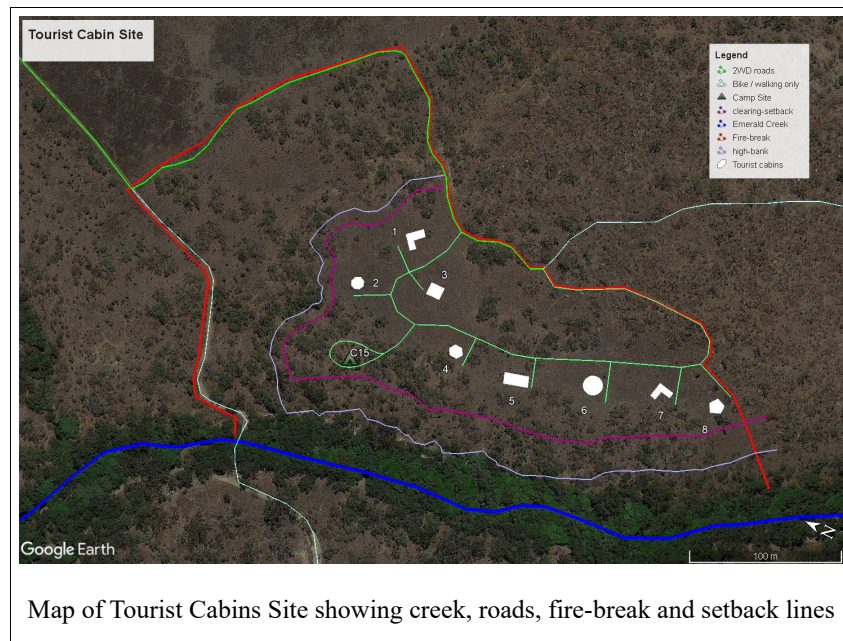 Tourist Cabin Site
Legend
2WD roads
Bike / walking only
Camp Site
clearing-setback
Emerald Creek
Fire-break
high-bank
Tourist cabins
1
2
3
C15
4
5
6
7
8
N
Google Earth
100 m
Map of Tourist Cabins Site showing creek, roads, fire-break and setback lines